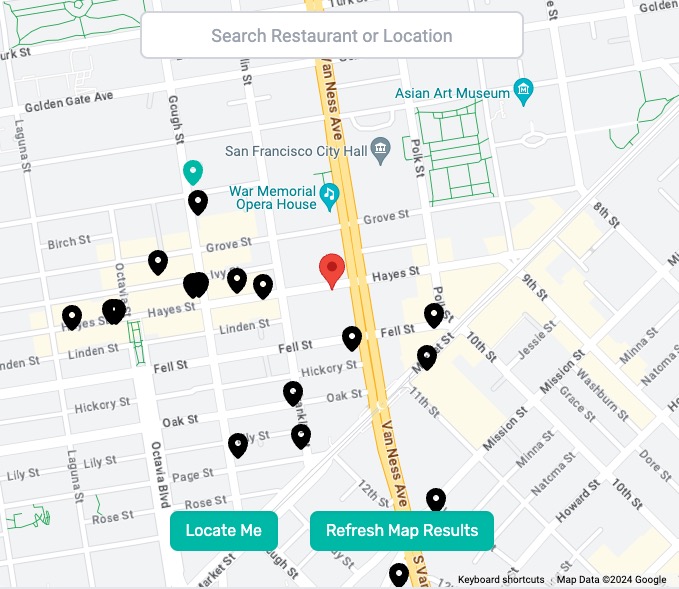 Turk St
Golden
Search Restaurant or Location
Golden Gate Ave
Van Ness Ave
Asian Art Museum
Gough St
Laguna St
Polk St
San Francisco City Hall
War Memorial
Opera House
Grove St
8th St
Birch St
Grove St
Octavia St
Hayes St
9th St
Hayes St
Linden St
Fell St
Linden St
Fell St
10th St
Jessie St
Minna St
Natoma
Mission St
Washburn St
Grace St
Hickory St
Fell St
Hickory St
Oak St
Oak St
11th St
Mission St
Minna St
Natoma St
Dore St
Octavia Blvd
Laguna St
Lily St
Lily St
Page St
Van Ness Ave
10th St
Howard St
Rose St
Rose St
12th St
Locate Me
Refresh Map Results
Market St
Gough St
S Van
Keyboard shortcuts
Map Data ©2024 Google